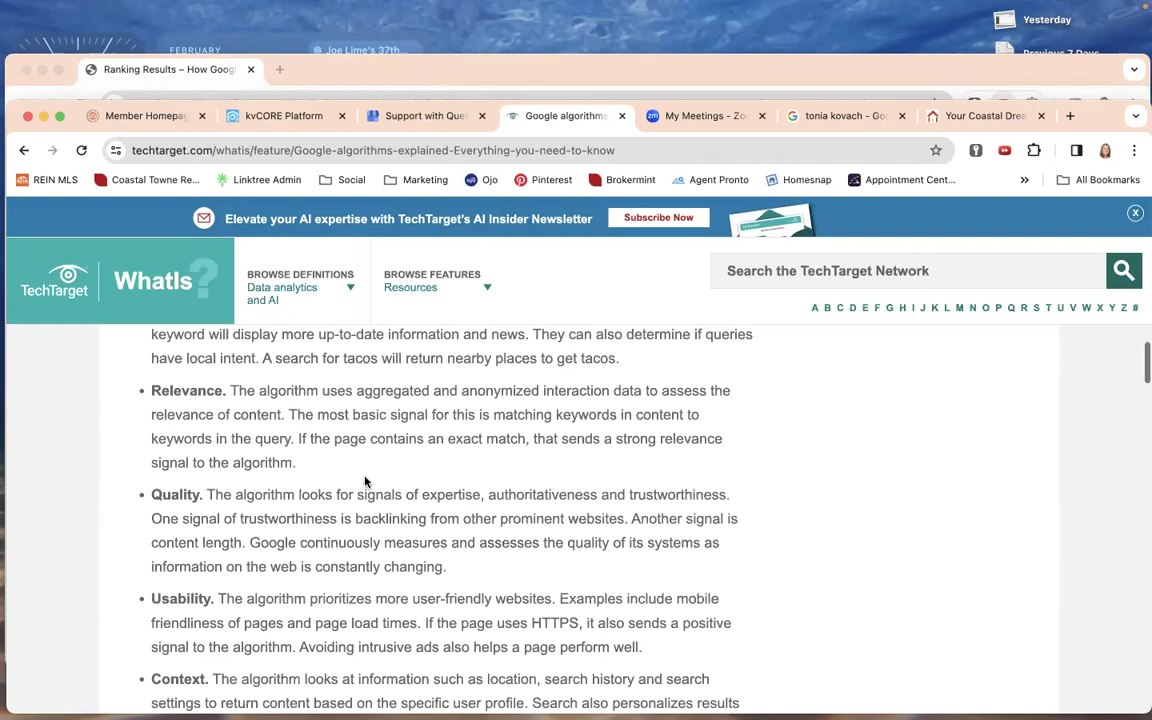 Yesterday
FEBRUARY
Joe Lime's 37th...
Previous 7 Days
Ranking Results – How Goog
Member Homepag
kvCORE Platform
Support with Que
Google algorithms
My Meetings - Zo
tonia kovach - Goo
Your Coastal Drea
techtarget.com/whatis/feature/Google-algorithms-explained-Everything-you-need-to-know
REIN MLS
Coastal Towne Re...
Linktree Admin
Social
Marketing
Ojo
Pinterest
Brokermint
Agent Pronto
Homesnap
Appointment Cent...
»
All Bookmarks
Elevate your AI expertise with TechTarget's AI Insider Newsletter
Subscribe Now
X
TechTarget
WhatIs?
BROWSE DEFINITIONS
Data analytics
and AI
BROWSE FEATURES
Resources
Search the TechTarget Network
A B C D E F G H I J K L M N O P Q R S T U V W X Y Z #
keyword will display more up-to-date information and news. They can also determine if queries
have local intent. A search for tacos will return nearby places to get tacos.
• Relevance. The algorithm uses aggregated and anonymized interaction data to assess the
relevance of content. The most basic signal for this is matching keywords in content to
keywords in the query. If the page contains an exact match, that sends a strong relevance
signal to the algorithm.
• Quality. The algorithm looks for signals of expertise, authoritativeness and trustworthiness.
One signal of trustworthiness is backlinking from other prominent websites. Another signal is
content length. Google continuously measures and assesses the quality of its systems as
information on the web is constantly changing.
• Usability. The algorithm prioritizes more user-friendly websites. Examples include mobile
friendliness of pages and page load times. If the page uses HTTPS, it also sends a positive
signal to the algorithm. Avoiding intrusive ads also helps a page perform well.
• Context. The algorithm looks at information such as location, search history and search
settings to return content based on the specific user profile. Search also personalizes results